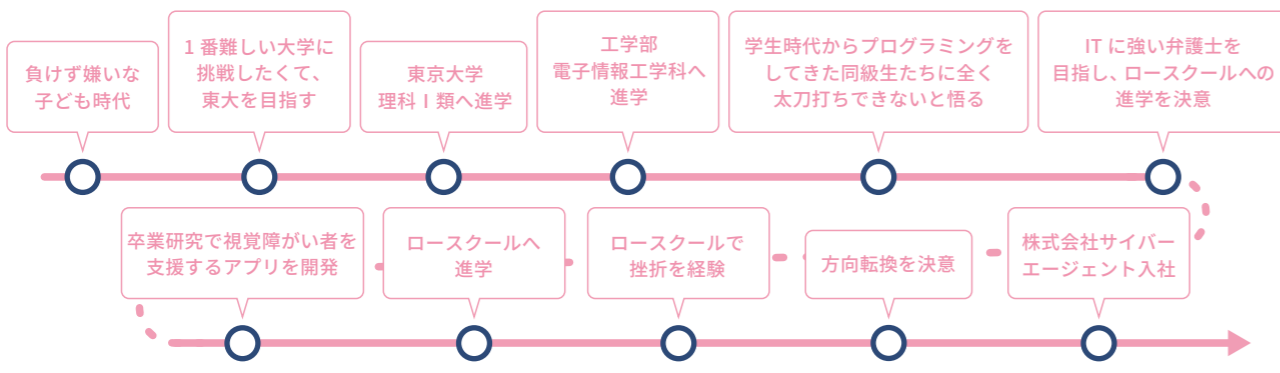 負けず嫌いな
子ども時代
1番難しい大学に
挑戦したくて、
東大を目指す
東京大学
理科Ⅰ類へ進学
工学部
電子情報工学科へ
進学
学生時代からプログラミングを
してきた同級生たちに全く
太刀打ちできないと悟る
ITに強い弁護士を
目指し、ロースクールへの
進学を決意
卒業研究で視覚障がい者を
支援するアプリを開発
ロースクールへ
進学
ロースクールで
挫折を経験
方向転換を決意
株式会社サイバー
エージェント入社